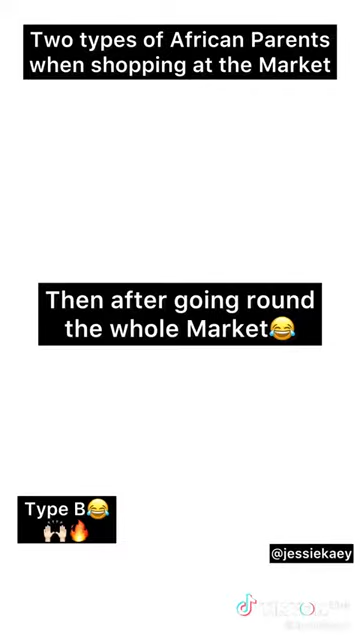 Two types of African Parents
when shopping at the Market
Then after going round
the whole Market😂
Type B😂
🙌🏻🔥
@jessiekaey